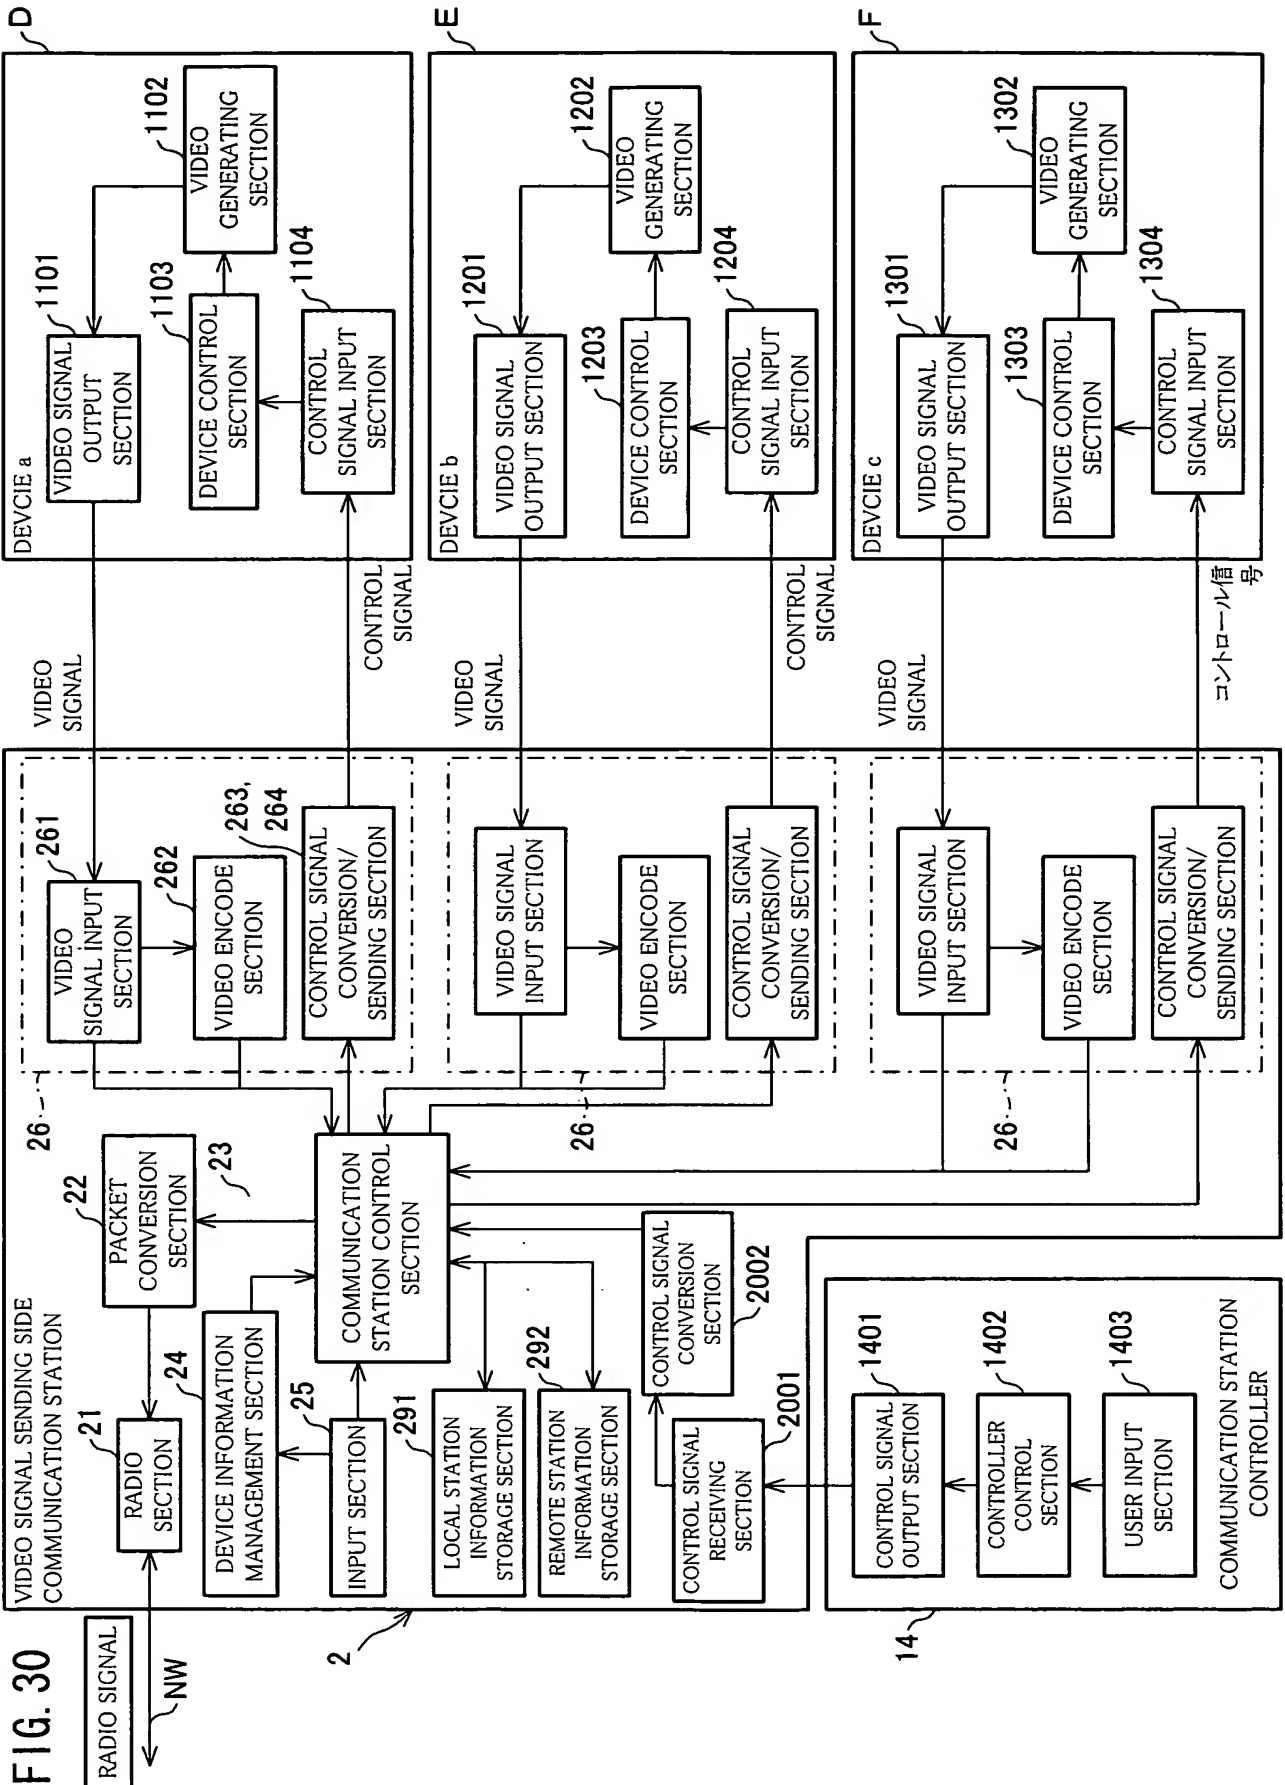 FIG. 30
RADIO SIGNAL
NW
2
VIDEO SIGNAL SENDING SIDE
COMMUNICATION STATION
21
RADIO
SECTION
22
PACKET
CONVERSION
SECTION
23
24
DEVICE INFORMATION
MANAGEMENT SECTION
25
INPUT SECTION
COMMUNICATION
STATION CONTROL
SECTION
291
LOCAL STATION
INFORMATION
STORAGE SECTION
292
REMOTE STATION
INFORMATION
STORAGE SECTION
2001
CONTROL SIGNAL
RECEIVING
SECTION
2002
CONTROL SIGNAL
CONVERSION
SECTION
26
261
VIDEO
SIGNAL INPUT
SECTION
262
VIDEO ENCODE
SECTION
263,
264
CONTROL SIGNAL
CONVERSION/
SENDING SECTION
26
VIDEO SIGNAL
INPUT SECTION
VIDEO ENCODE
SECTION
CONTROL SIGNAL
CONVERSION/
SENDING SECTION
26
VIDEO SIGNAL
INPUT SECTION
VIDEO ENCODE
SECTION
CONTROL SIGNAL
CONVERSION/
SENDING SECTION
VIDEO
SIGNAL
CONTROL
SIGNAL
VIDEO
SIGNAL
CONTROL
SIGNAL
VIDEO
SIGNAL
コントロール信
号
D
DEVCIE a
1101
VIDEO SIGNAL
OUTPUT
SECTION
1102
VIDEO
GENERATING
SECTION
1103
DEVICE CONTROL
SECTION
1104
CONTROL
SIGNAL INPUT
SECTION
E
DEVCIE b
1201
VIDEO SIGNAL
OUTPUT SECTION
1202
VIDEO
GENERATING
SECTION
1203
DEVICE CONTROL
SECTION
1204
CONTROL
SIGNAL INPUT
SECTION
F
DEVCIE c
1301
VIDEO SIGNAL
OUTPUT SECTION
1302
VIDEO
GENERATING
SECTION
1303
DEVICE CONTROL
SECTION
1304
CONTROL
SIGNAL INPUT
SECTION
14
1401
CONTROL SIGNAL
OUTPUT SECTION
1402
CONTROLLER
CONTROL
SECTION
1403
USER INPUT
SECTION
COMMUNICATION STATION
CONTROLLER